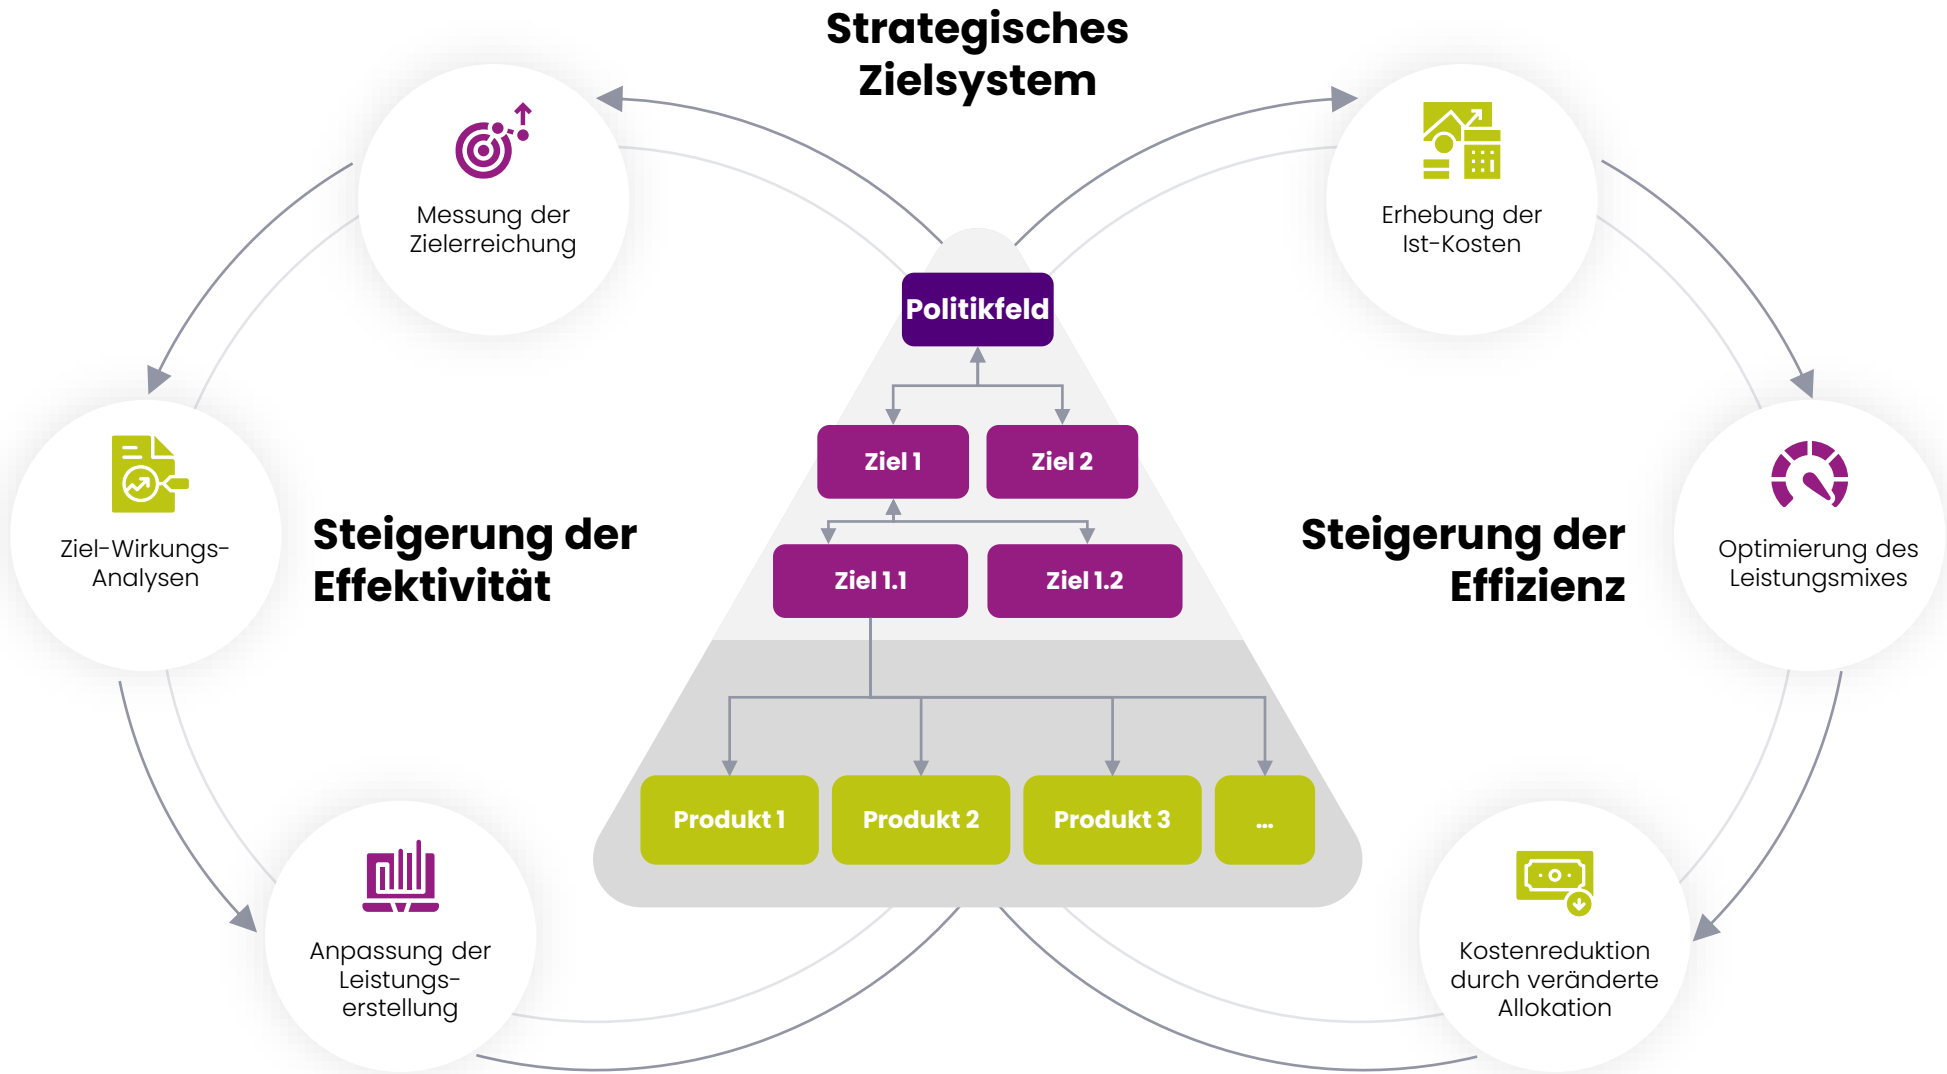 Strategisches
Zielsystem
Messung der
Zielerreichung
Erhebung der
Ist-Kosten
Politikfeld
Ziel 1
Ziel 2
Ziel-Wirkungs-
Analysen
Steigerung der
Effektivität
Steigerung der
Effizienz
Optimierung des
Leistungsmixes
Ziel 1.1
Ziel 1.2
Produkt 1
Produkt 2
Produkt 3
...
Anpassung der
Leistungs-
erstellung
Kostenreduktion
durch veränderte
Allokation